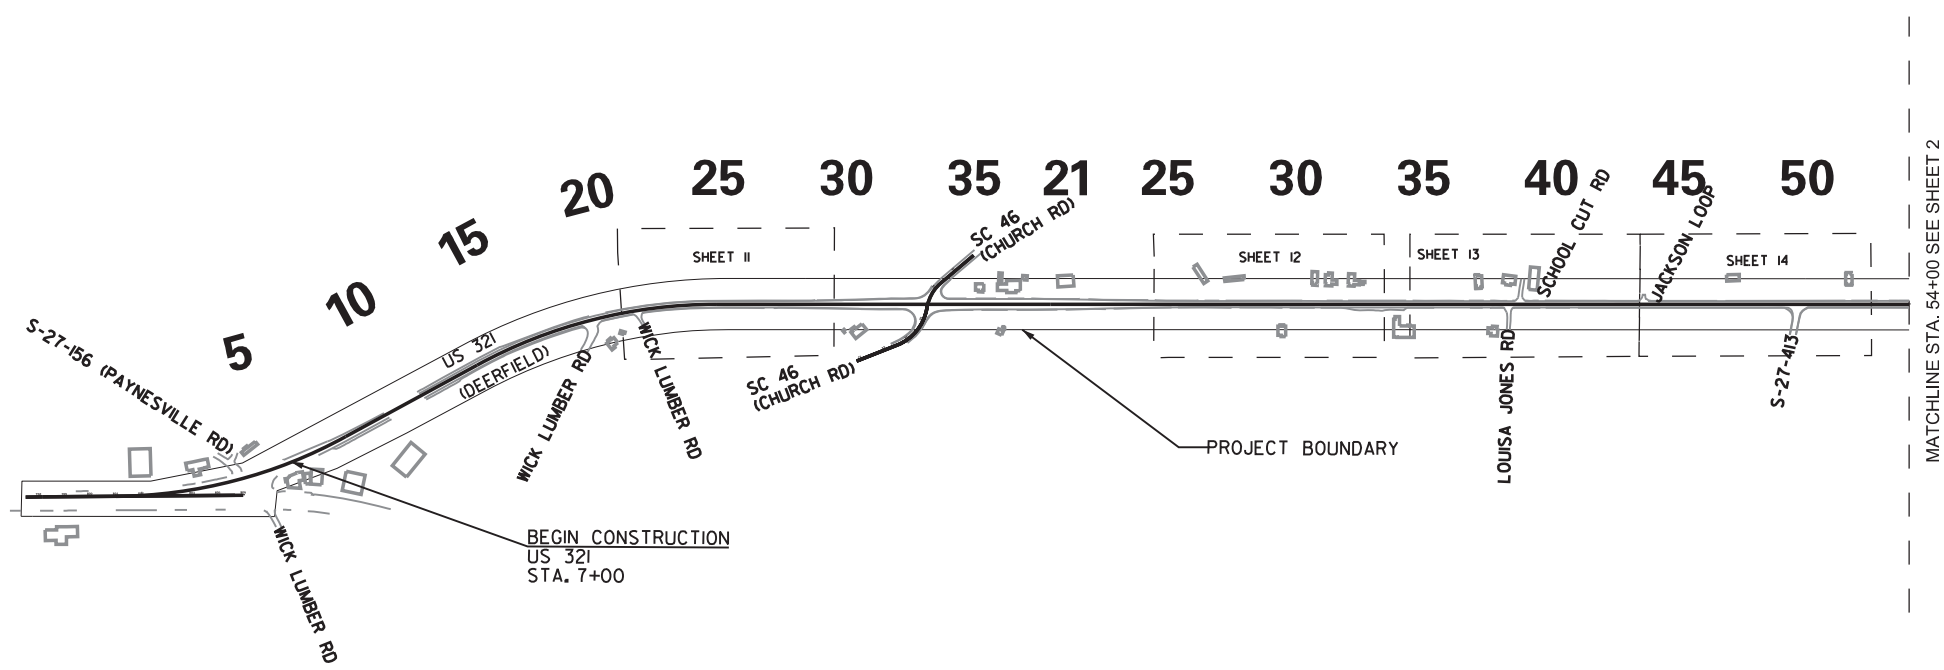 5
10
15
20
25
30
35
21
25
30
35
40
45
50
S-27-156 (PAYNESVILLE RD)
US 321
(DEERFIELD)
WICK LUMBER RD
WICK LUMBER RD
WICK LUMBER RD
SHEET 11
SC 46
(CHURCH RD)
SC 46
(CHURCH RD)
SHEET 12
SHEET 13
SCHOOL CUT RD
JACKSON LOOP
SHEET 14
LOUISA JONES RD
S-27-413
PROJECT BOUNDARY
BEGIN CONSTRUCTION
US 321
STA. 7+00
MATCHLINE STA. 54+00 SEE SHEET 2